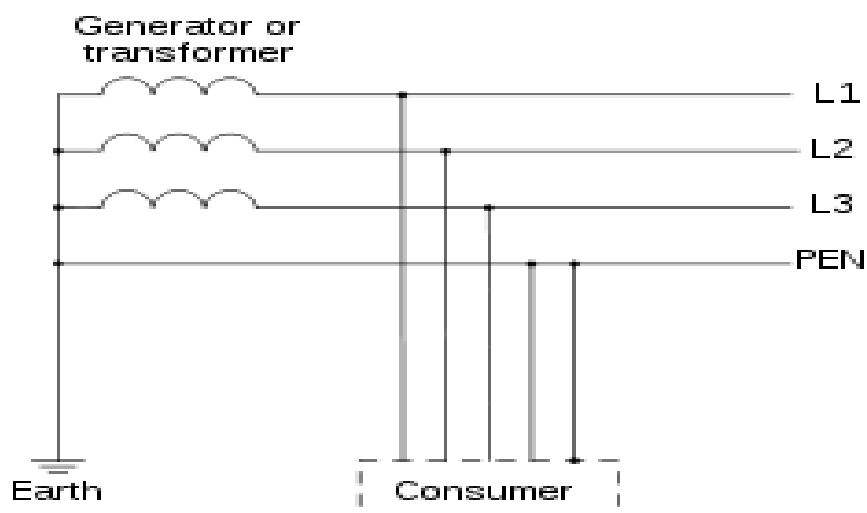 Generator or
transformer
L1
L2
L3
PEN
Earth
Consumer